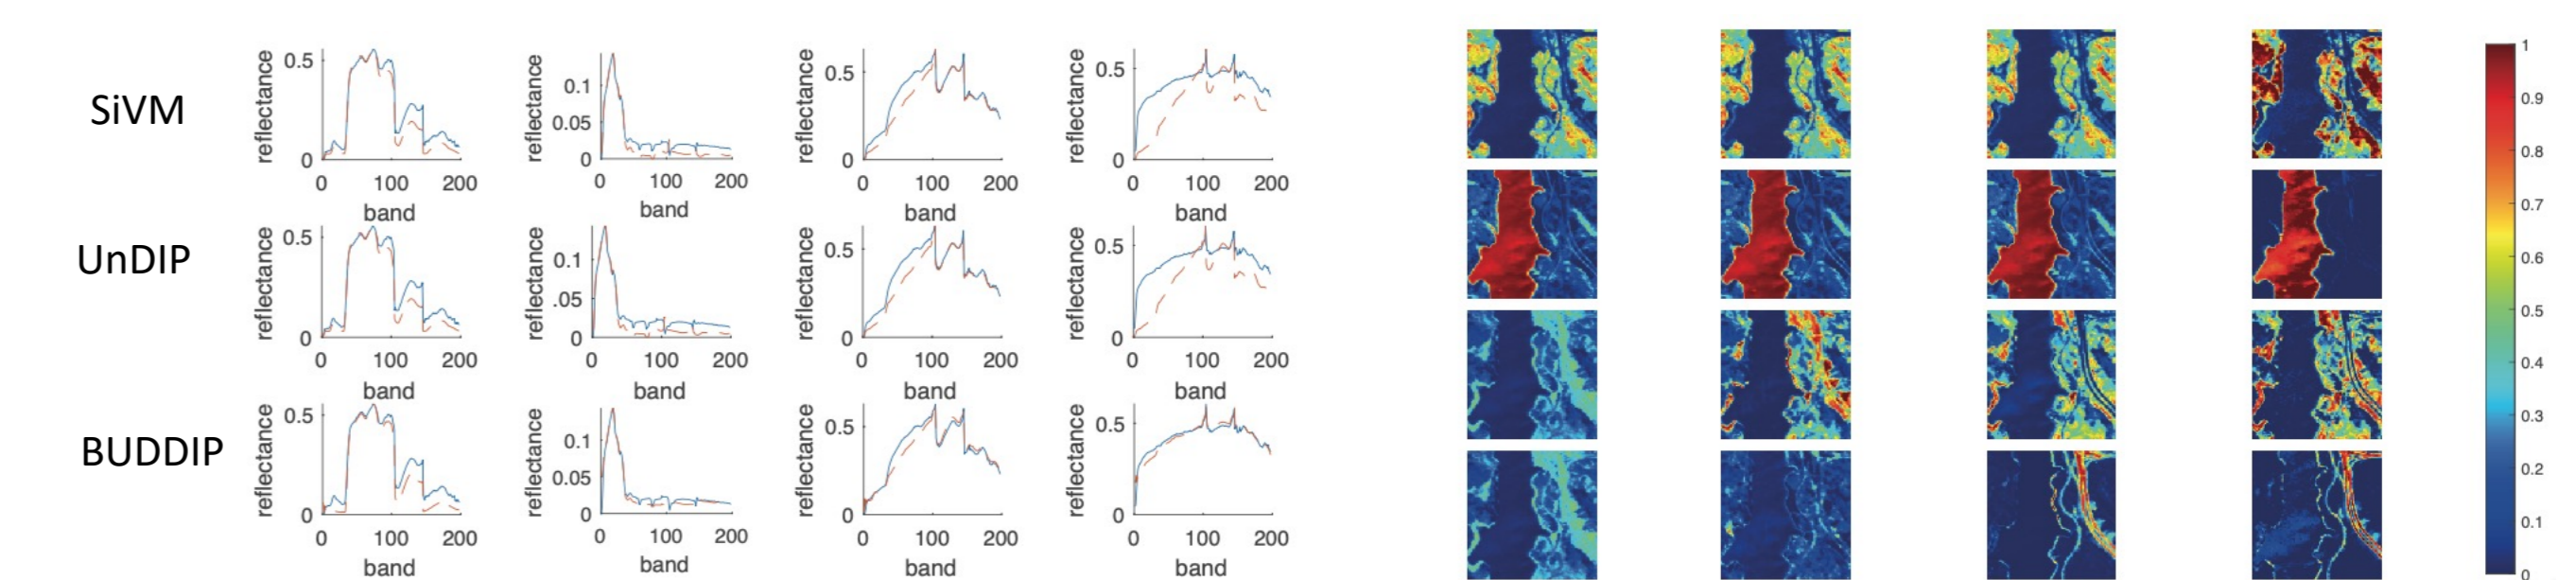 SiVM
reflectance
0.5
0
0 100 200
band
reflectance
0.1
0.05
0
0 100 200
band
reflectance
0.5
0
0 100 200
band
reflectance
0.5
0
0 100 200
band
UnDIP
reflectance
0.5
0
0 100 200
band
reflectance
0.1
.05
0
0 100 200
band
reflectance
0.5
0
0 100 200
band
reflectance
0.5
0
0 100 200
band
BUDDIP
reflectance
0.5
0
0 100 200
band
reflectance
0.1
0.05
0
0 100 200
band
reflectance
0.5
0
0 100 200
band
reflectance
0.5
0
0 100 200
band
1
0.9
0.8
0.7
0.6
0.5
0.4
0.3
0.2
0.1
0